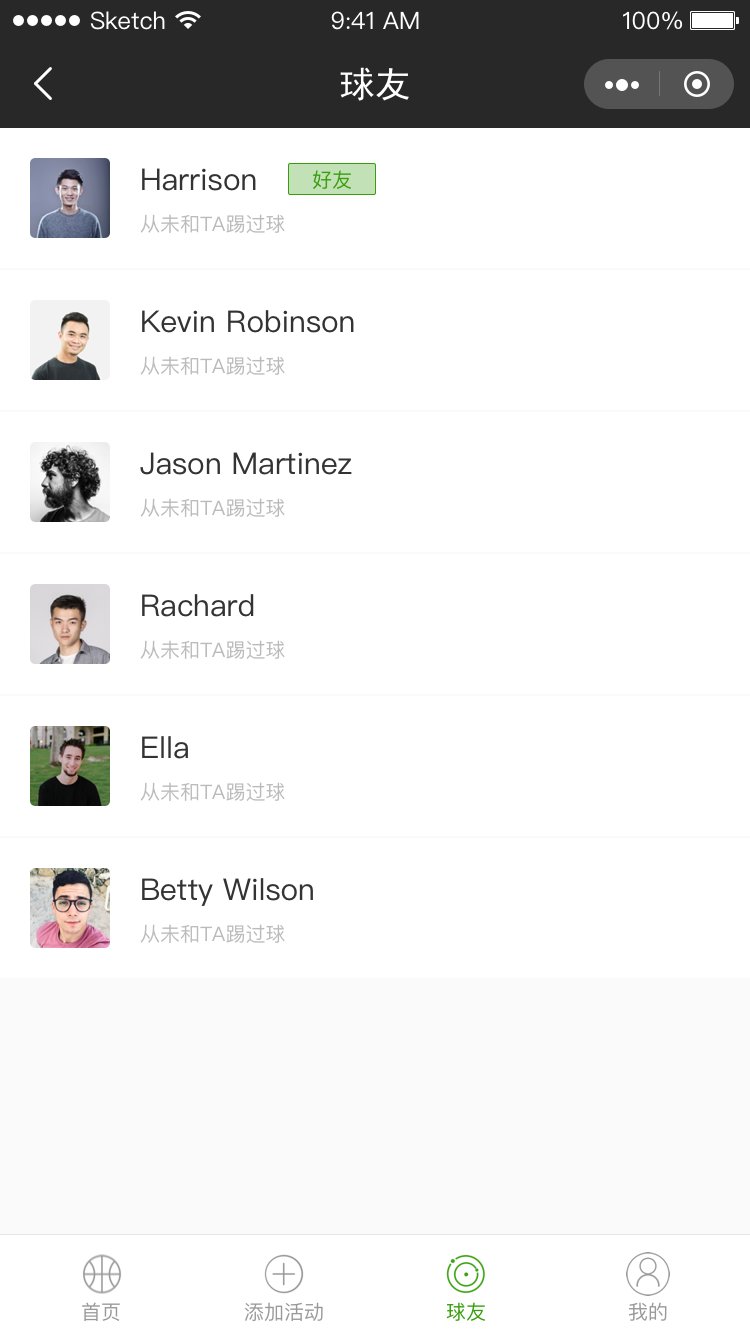 Sketch 9:41 AM 100%
球友
Harrison 好友
从未和TA踢过球
Kevin Robinson
从未和TA踢过球
Jason Martinez
从未和TA踢过球
Rachard
从未和TA踢过球
Ella
从未和TA踢过球
Betty Wilson
从未和TA踢过球
首页 添加活动 球友 我的